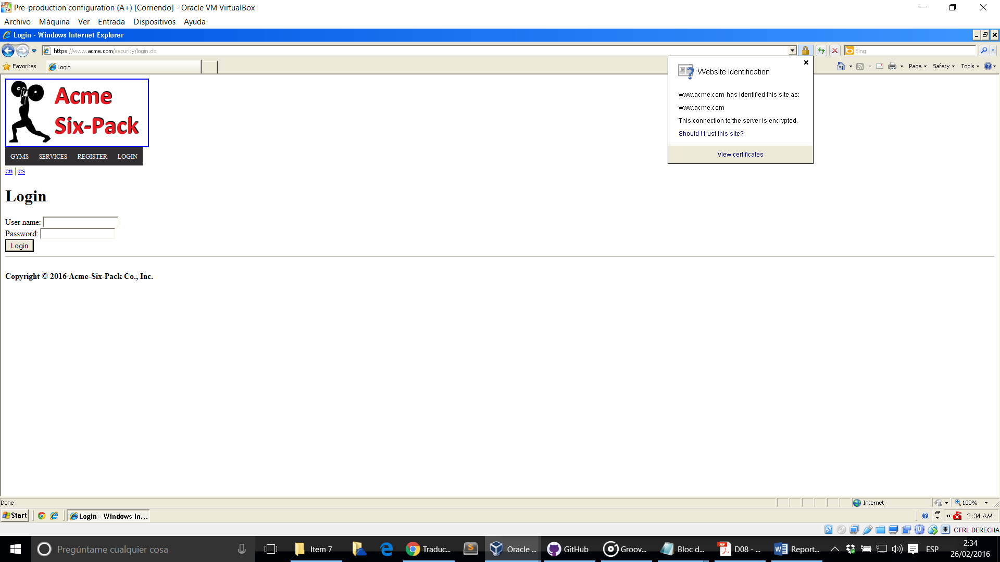 Pre-production configuration (A+) [Corriendo] - Oracle VM VirtualBox
Archivo Máquina Ver Entrada Dispositivos Ayuda
Login - Windows Internet Explorer
https://www.acme.com/security/login.do
Bing
Favorites
Login
Page
Safety
Tools
Website Identification
www.acme.com has identified this site as:
www.acme.com
This connection to the server is encrypted.
Should I trust this site?
View certificates
Acme
Six-Pack
GYMS SERVICES REGISTER LOGIN
en | es
Login
User name:
Password:
Login
Copyright © 2016 Acme-Six-Pack Co., Inc.
Done
Internet
100%
Start
Login - Windows In...
2:34 AM
CTRL DERECHA
Pregúntame cualquier cosa
Item 7
Traduc...
Oracle ...
GitHub
Groov...
Bloc d...
D08 - ...
Report...
ESP
2:34
26/02/2016